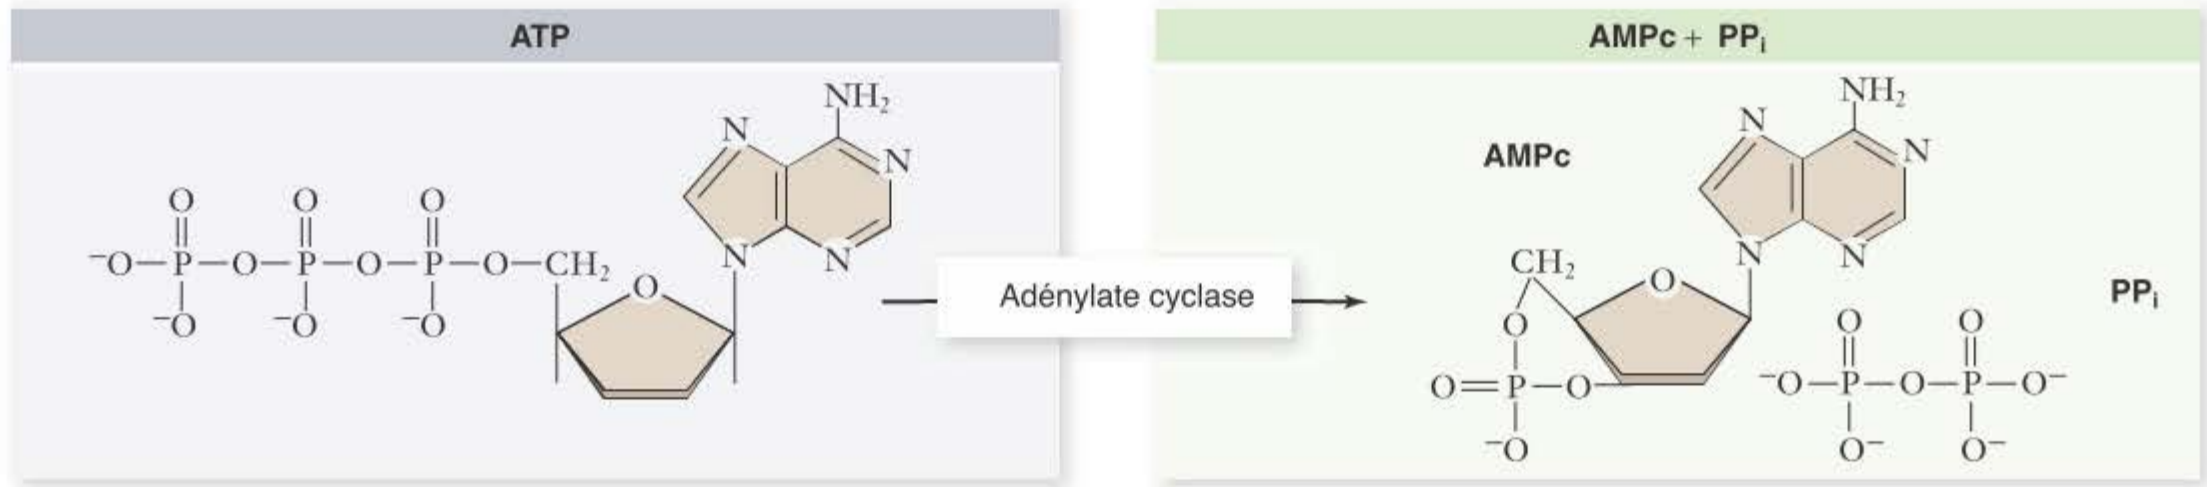 ATP
AMPc + PPi
NH2
N
N
N
N
O
O
O
-O—P—O—P—O—P—O—CH2
-O
-O
-O
O
Adénylate cyclase
AMPc
NH2
N
N
N
N
CH2
O
O
O=P—O
-O
PPi
O
O
-O—P—O—P—O-
O-
O-